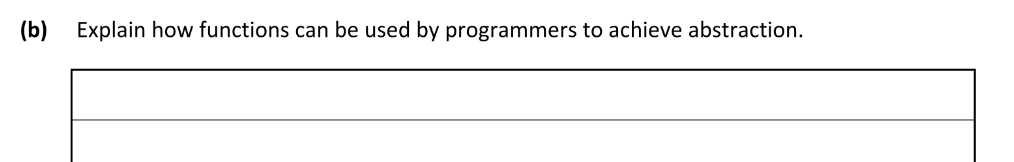 (b) Explain how functions can be used by programmers to achieve abstraction.